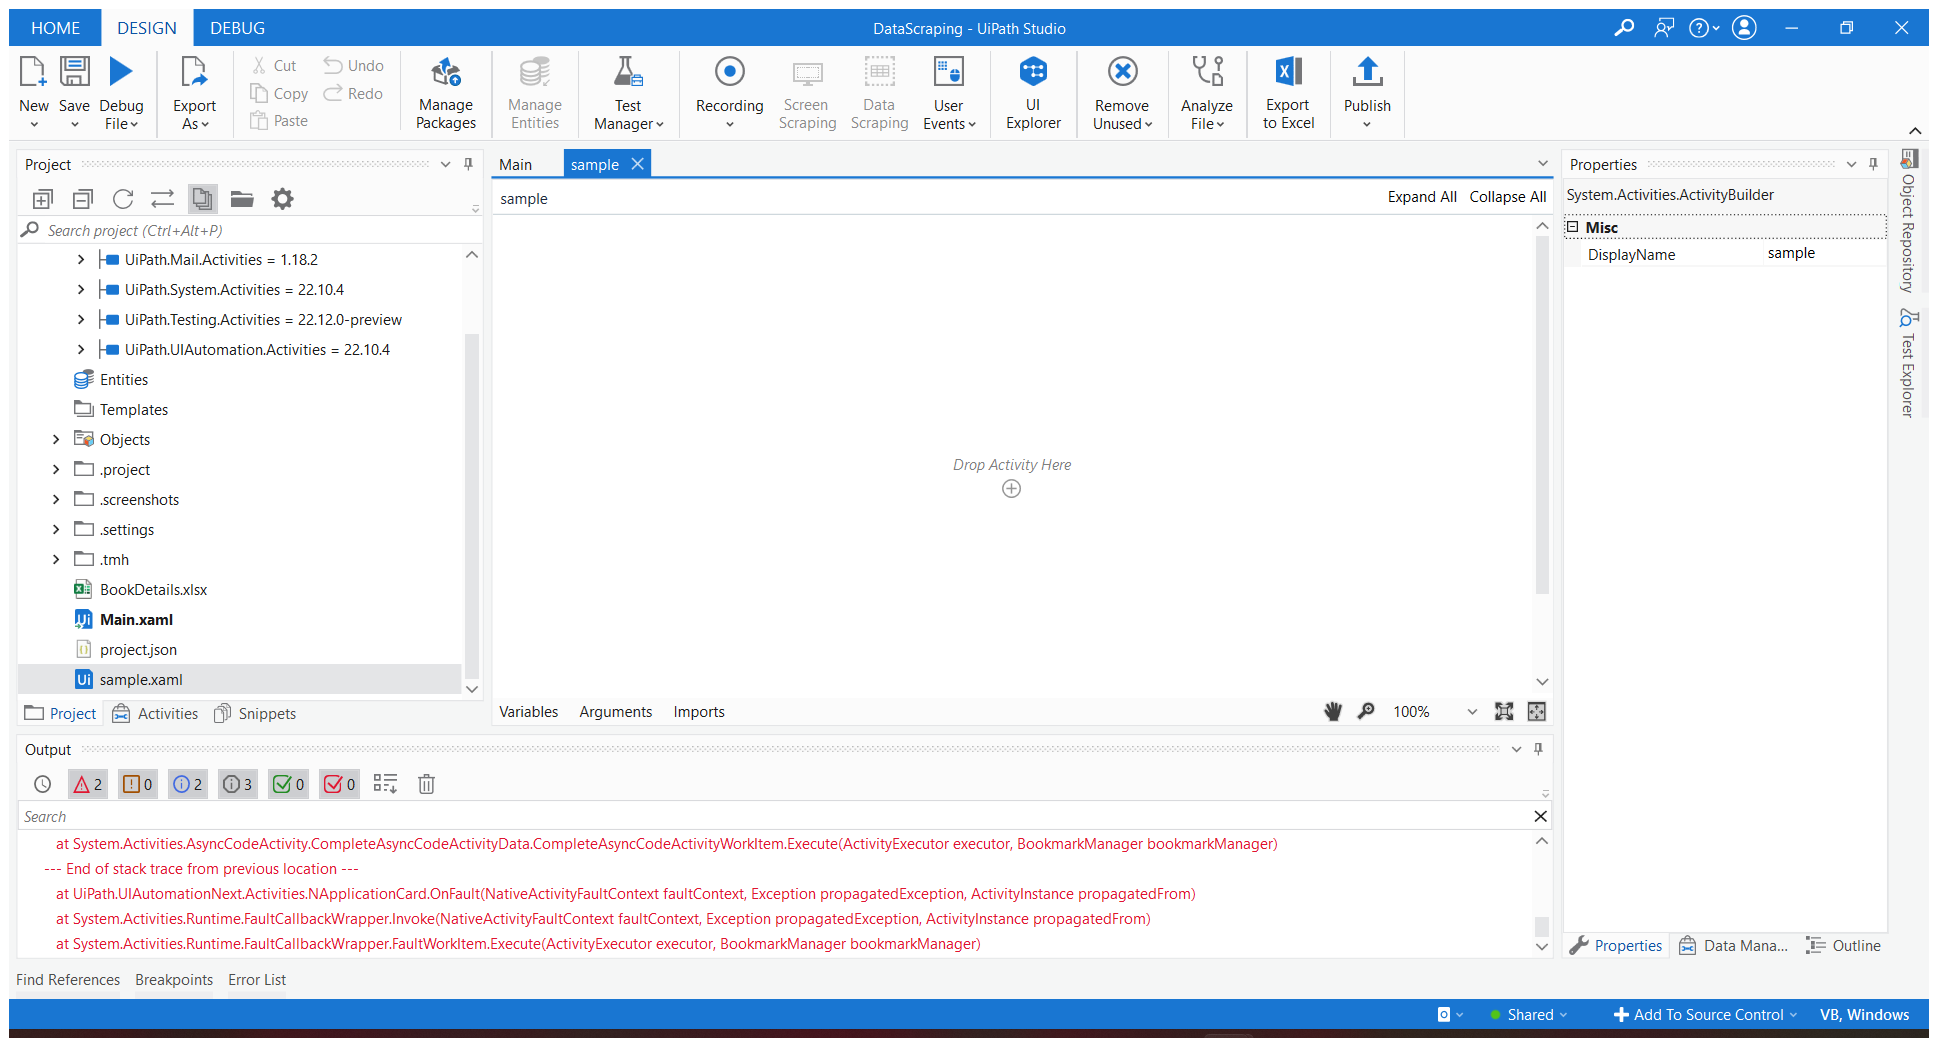 HOME DESIGN DEBUG DataScraping - UiPath Studio
New Save Debug File Export As Cut Copy Paste Undo Redo Manage Packages Manage Entities Test Manager Recording Screen Scraping Data Scraping User Events UI Explorer Remove Unused Analyze File Export to Excel Publish
Project
Search project (Ctrl+Alt+P)
UiPath.Mail.Activities = 1.18.2
UiPath.System.Activities = 22.10.4
UiPath.Testing.Activities = 22.12.0-preview
UiPath.UIAutomation.Activities = 22.10.4
Entities
Templates
Objects
.project
.screenshots
.settings
.tmh
BookDetails.xlsx
Main.xaml
project.json
Ui sample.xaml
Project Activities Snippets
Main sample
sample Expand All Collapse All
Drop Activity Here
Variables Arguments Imports 100%
Properties
System.Activities.ActivityBuilder
Misc
DisplayName sample
Properties Data Mana... Outline
Object Repository
Test Explorer
Output
2 0 2 3 0 0
Search
at System.Activities.AsyncCodeActivity.CompleteAsyncCodeActivityData.CompleteAsyncCodeActivityWorkItem.Execute(ActivityExecutor executor, BookmarkManager bookmarkManager)
--- End of stack trace from previous location ---
at UiPath.UIAutomationNext.Activities.NApplicationCard.OnFault(NativeActivityFaultContext faultContext, Exception propagatedException, ActivityInstance propagatedFrom)
at System.Activities.Runtime.FaultCallbackWrapper.Invoke(NativeActivityFaultContext faultContext, Exception propagatedException, ActivityInstance propagatedFrom)
at System.Activities.Runtime.FaultCallbackWrapper.FaultWorkItem.Execute(ActivityExecutor executor, BookmarkManager bookmarkManager)
Find References Breakpoints Error List
Shared Add To Source Control VB, Windows